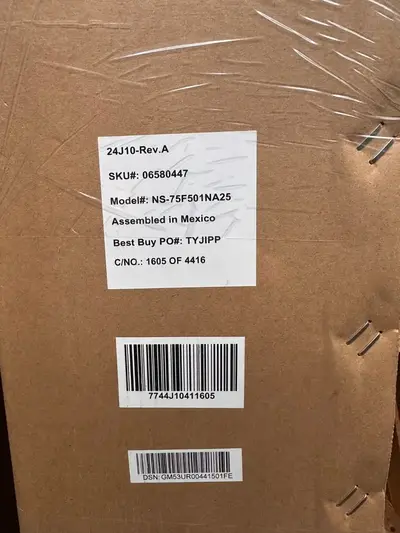 24J10-Rev.A
SKU#: 06580447
Model#: NS-75F501NA25
Assembled in Mexico
Best Buy PO#: TYJIPP
C/NO.: 1605 OF 4416
7744J10411605
DSN: GM53UR00441501FE